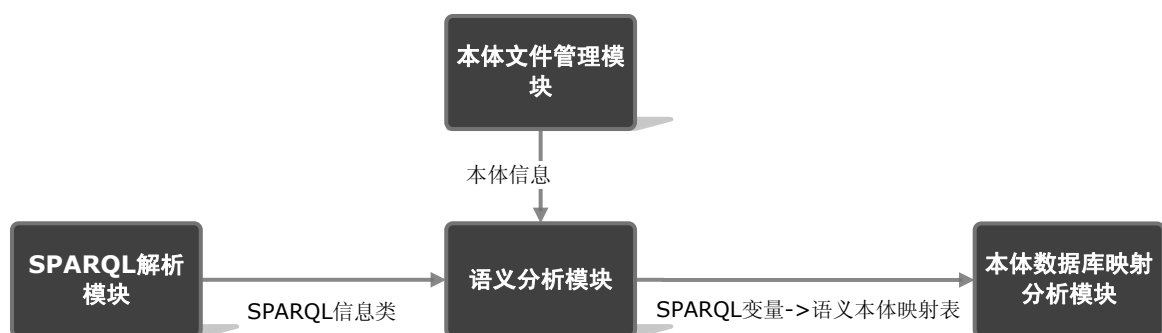 本体文件管理模
块
本体信息
SPARQL解析
模块
SPARQL信息类
语义分析模块
SPARQL变量->语义本体映射表
本体数据库映射
分析模块